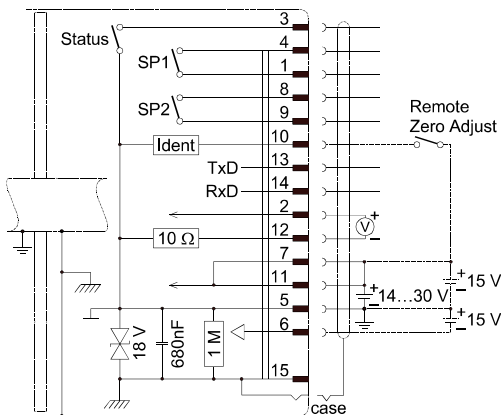 3
Status
4
SP1
1
8
SP2
9
Remote
Zero Adjust
Ident
10
TxD
13
RxD
14
2
+
V
−
10 Ω
12
7
+
15 V
−
11
+
14...30 V
−
5
18 V
680nF
1 M
6
+
15 V
−
15
case